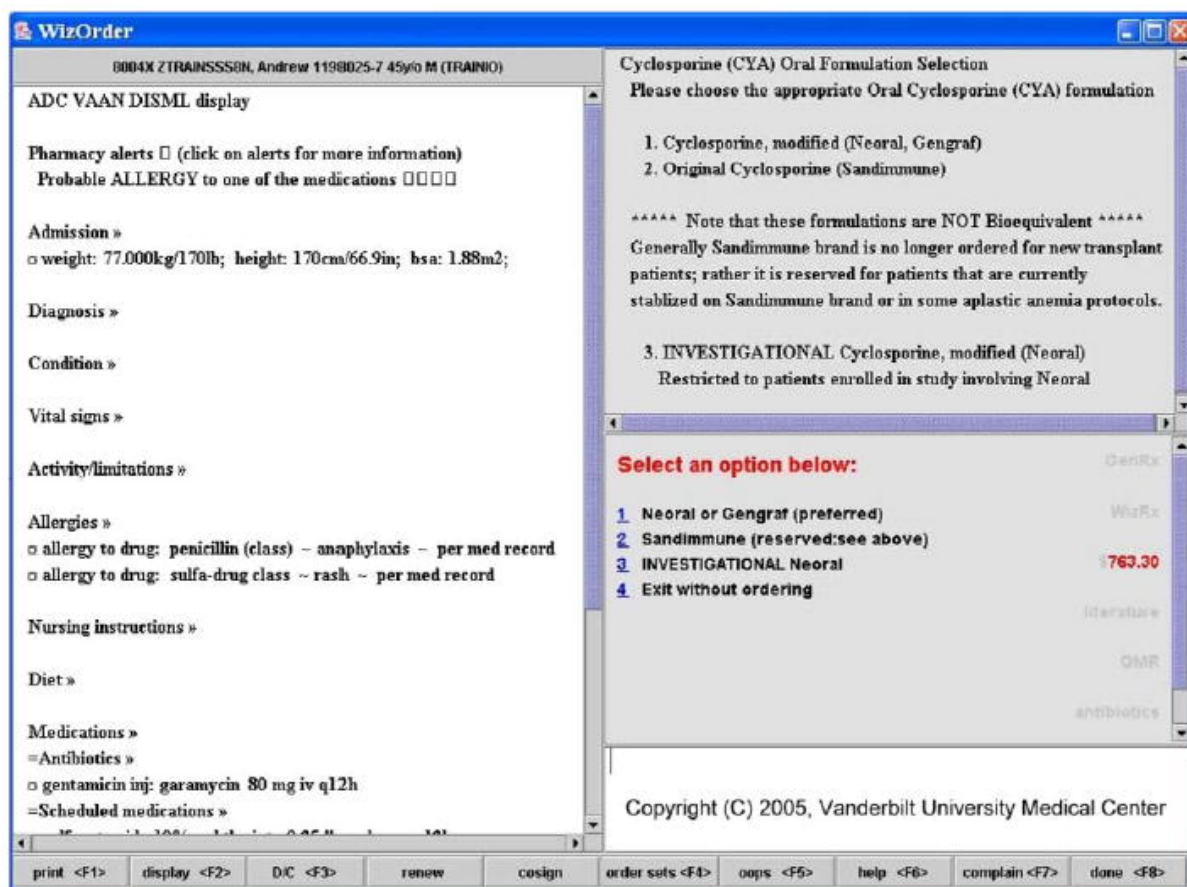 WizOrder
8004X ZTRAINSSS8N, Andrew 1198025-7 45y/o M (TRAINIO)
ADC VAAN DISML display
Pharmacy alerts (click on alerts for more information)
Probable ALLERGY to one of the medications
Admission »
weight: 77.000kg/170lb; height: 170cm/66.9in; bsa: 1.88m2;
Diagnosis »
Condition »
Vital signs »
Activity/limitations »
Allergies »
allergy to drug: penicillin (class) ~ anaphylaxis ~ per med record
allergy to drug: sulfa-drug class ~ rash ~ per med record
Nursing instructions »
Diet »
Medications »
=Antibiotics »
gentamicin inj: garamycin 80 mg iv q12h
=Scheduled medications »
Cyclosporine (CYA) Oral Formulation Selection
Please choose the appropriate Oral Cyclosporine (CYA) formulation
1. Cyclosporine, modified (Neoral, Gengraf)
2. Original Cyclosporine (Sandimmune)
^^^^^ Note that these formulations are NOT Bioequivalent ^^^^^
Generally Sandimmune brand is no longer ordered for new transplant
patients; rather it is reserved for patients that are currently
stablized on Sandimmune brand or in some aplastic anemia protocols.
3. INVESTIGATIONAL Cyclosporine, modified (Neoral)
Restricted to patients enrolled in study involving Neoral
Select an option below:
1 Neoral or Gengraf (preferred)
2 Sandimmune (reserved:see above)
3 INVESTIGATIONAL Neoral
4 Exit without ordering
GenRx
WizRx
$763.30
literature
OMR
antibiotics
Copyright (C) 2005, Vanderbilt University Medical Center
print <F1> display <F2> D/C <F3> renew cosign order sets <F4> oops <F5> help <F6> complain <F7> done <F8>